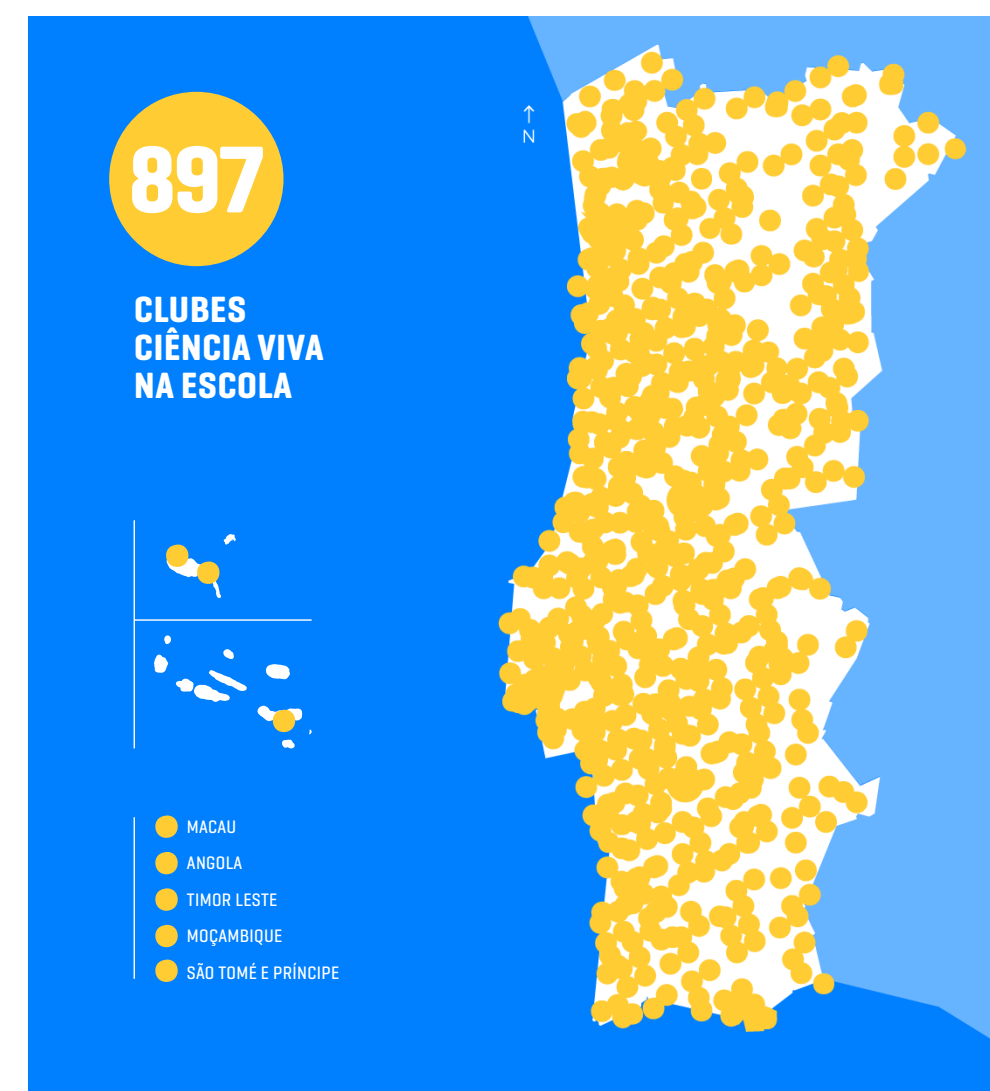 897
CLUBES
CIÊNCIA VIVA
NA ESCOLA
N
MACAU
ANGOLA
TIMOR LESTE
MOÇAMBIQUE
SÃO TOMÉ E PRÍNCIPE